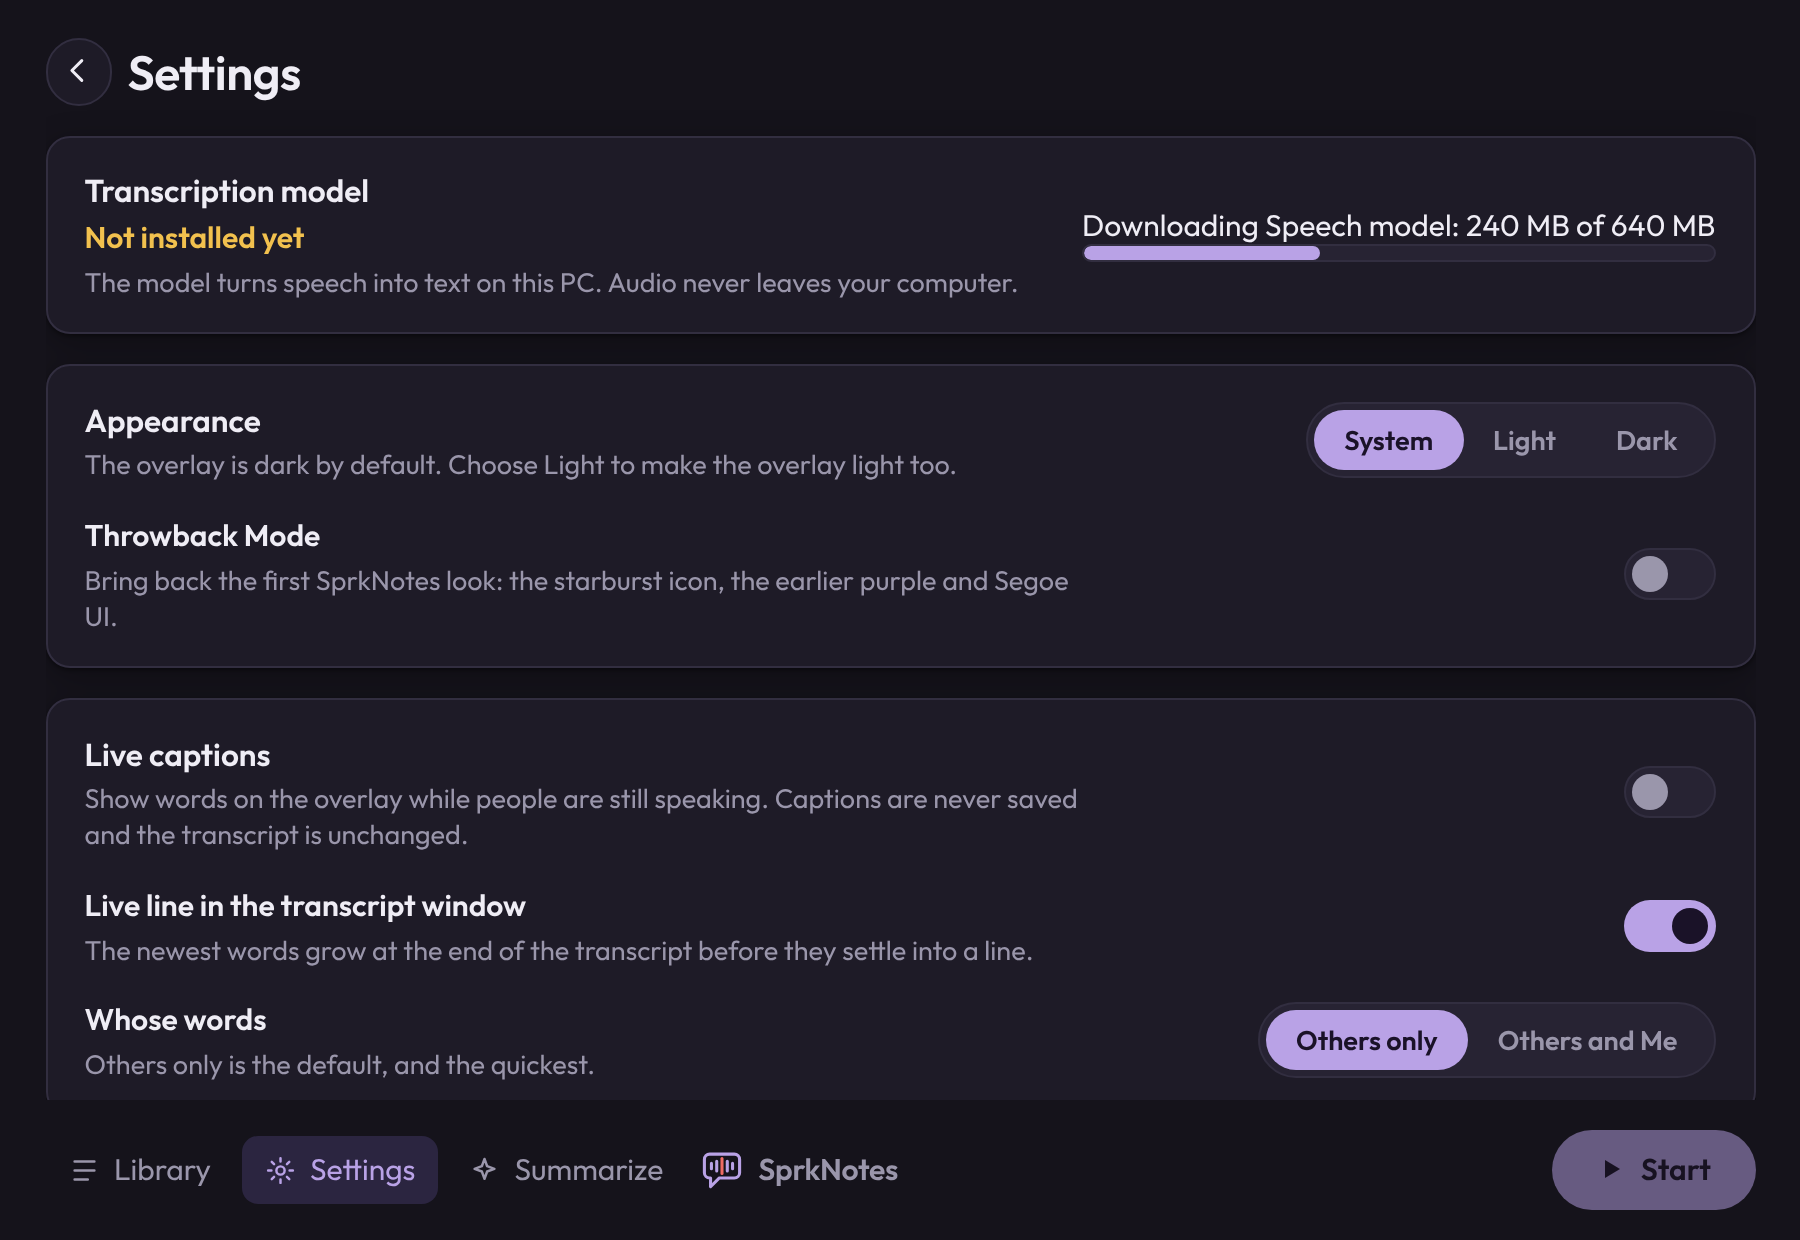 Settings
Transcription model
Not installed yet
The model turns speech into text on this PC. Audio never leaves your computer.
Downloading Speech model: 240 MB of 640 MB
Appearance
The overlay is dark by default. Choose Light to make the overlay light too.
System
Light
Dark
Throwback Mode
Bring back the first SprkNotes look: the starburst icon, the earlier purple and Segoe
UI.
Live captions
Show words on the overlay while people are still speaking. Captions are never saved
and the transcript is unchanged.
Live line in the transcript window
The newest words grow at the end of the transcript before they settle into a line.
Whose words
Others only is the default, and the quickest.
Others only
Others and Me
Library
Settings
Summarize
SprkNotes
Start